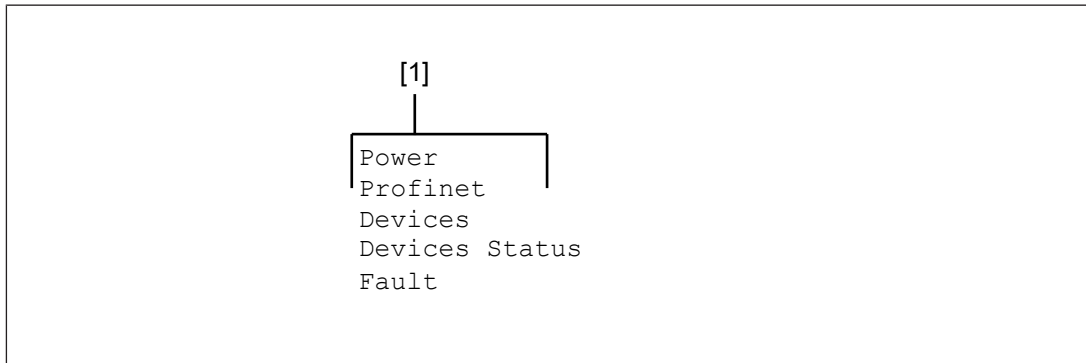 [1]
Power
Profinet
Devices
Devices Status
Fault